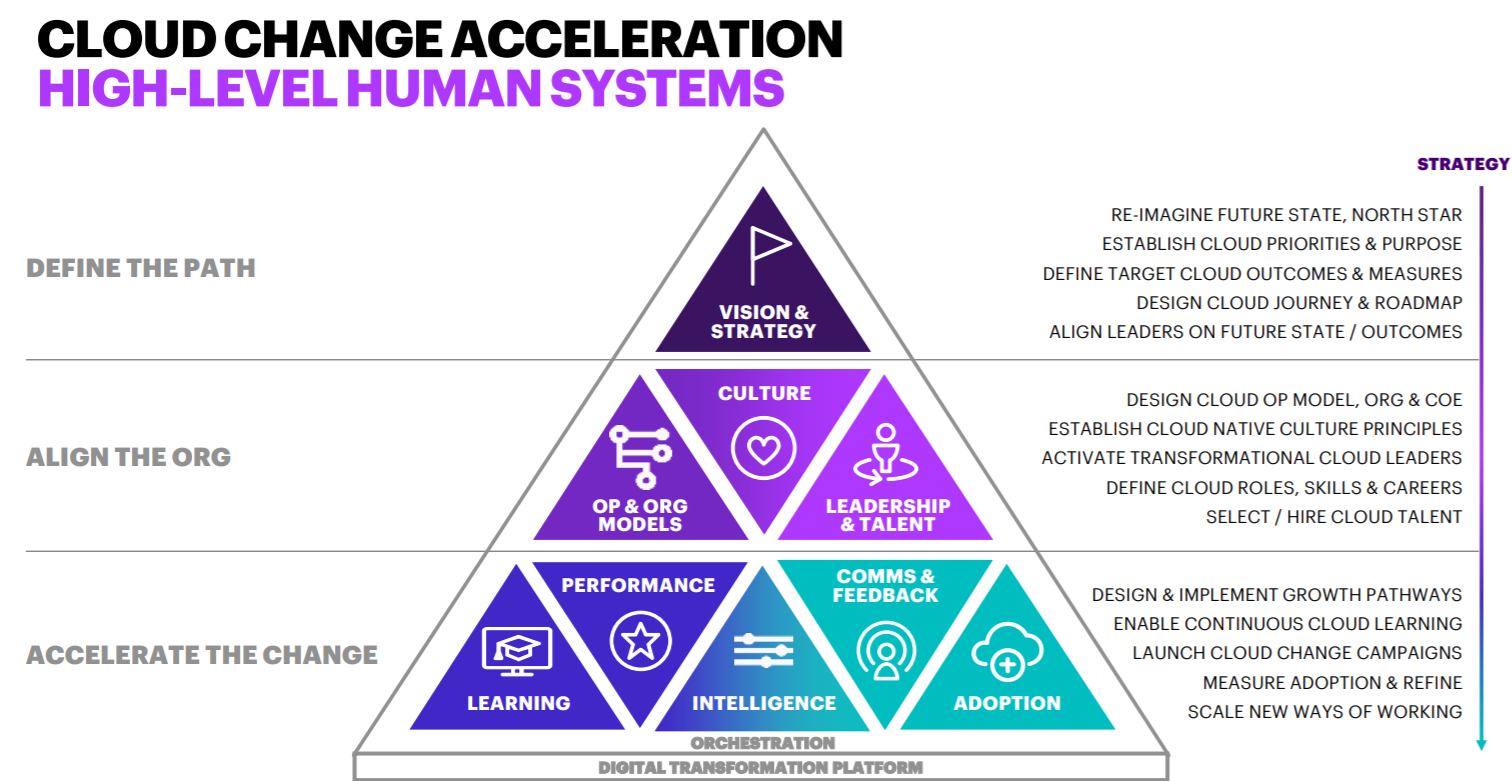 CLOUD CHANGE ACCELERATION
HIGH-LEVEL HUMAN SYSTEMS
STRATEGY
DEFINE THE PATH
VISION &
STRATEGY
RE-IMAGINE FUTURE STATE, NORTH STAR
ESTABLISH CLOUD PRIORITIES & PURPOSE
DEFINE TARGET CLOUD OUTCOMES & MEASURES
DESIGN CLOUD JOURNEY & ROADMAP
ALIGN LEADERS ON FUTURE STATE / OUTCOMES
ALIGN THE ORG
CULTURE
OP & ORG
MODELS
LEADERSHIP
& TALENT
DESIGN CLOUD OP MODEL, ORG & COE
ESTABLISH CLOUD NATIVE CULTURE PRINCIPLES
ACTIVATE TRANSFORMATIONAL CLOUD LEADERS
DEFINE CLOUD ROLES, SKILLS & CAREERS
SELECT / HIRE CLOUD TALENT
ACCELERATE THE CHANGE
PERFORMANCE
COMMS &
FEEDBACK
LEARNING
INTELLIGENCE
ADOPTION
DESIGN & IMPLEMENT GROWTH PATHWAYS
ENABLE CONTINUOUS CLOUD LEARNING
LAUNCH CLOUD CHANGE CAMPAIGNS
MEASURE ADOPTION & REFINE
SCALE NEW WAYS OF WORKING
ORCHESTRATION
DIGITAL TRANSFORMATION PLATFORM